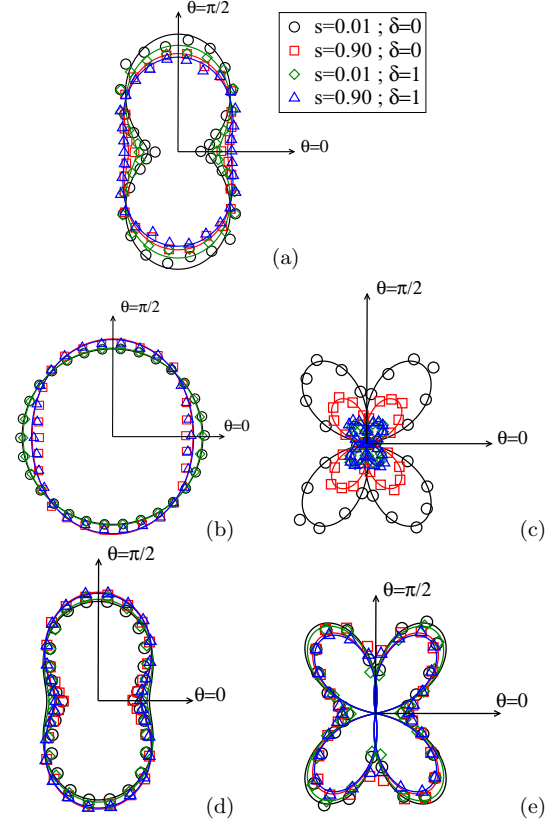 θ=π/2
s=0.01 ; δ=0
s=0.90 ; δ=0
s=0.01 ; δ=1
s=0.90 ; δ=1
θ=0
(a)
θ=π/2
θ=0
(b)
θ=π/2
θ=0
(c)
θ=π/2
θ=0
(d)
θ=π/2
θ=0
(e)